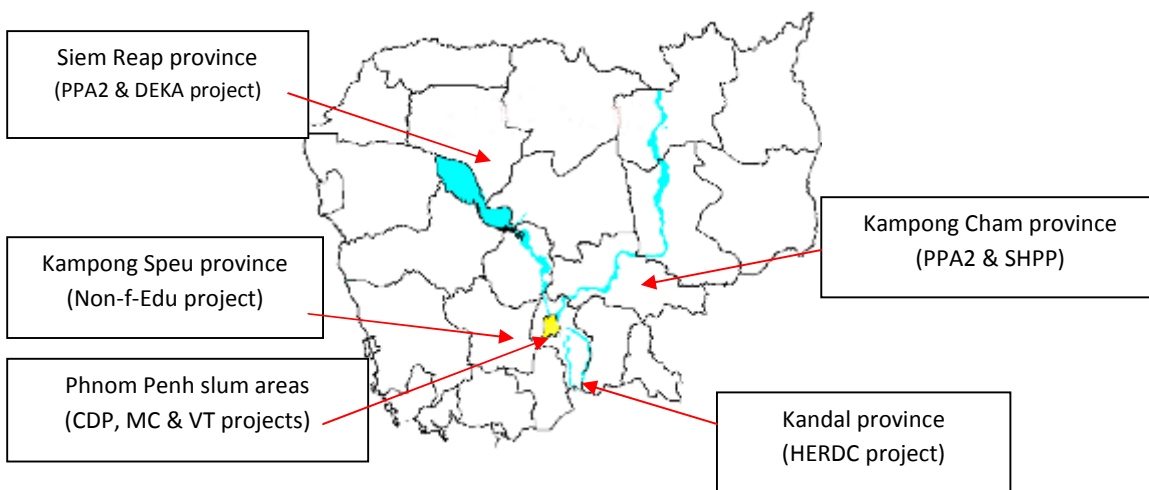 Siem Reap province
(PPA2 & DEKA project)
Kampong Cham province
(PPA2 & SHPP)
Kampong Speu province
(Non-f-Edu project)
Phnom Penh slum areas
(CDP, MC & VT projects)
Kandal province
(HERDC project)